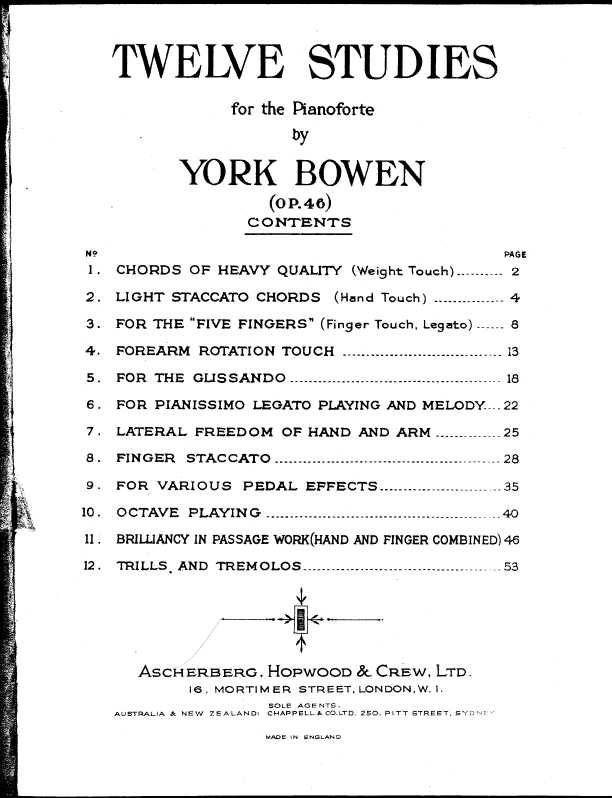 TWELVE STUDIES
for the Pianoforte
by
YORK BOWEN
(OP.46)
CONTENTS
Nº PAGE
1. CHORDS OF HEAVY QUALITY (Weight Touch) 2
2. LIGHT STACCATO CHORDS (Hand Touch) 4
3. FOR THE "FIVE FINGERS" (Finger Touch, Legato) 8
4. FOREARM ROTATION TOUCH 13
5. FOR THE GLISSANDO 18
6. FOR PIANISSIMO LEGATO PLAYING AND MELODY 22
7. LATERAL FREEDOM OF HAND AND ARM 25
8. FINGER STACCATO 28
9. FOR VARIOUS PEDAL EFFECTS 35
10. OCTAVE PLAYING 40
11. BRILLIANCY IN PASSAGE WORK(HAND AND FINGER COMBINED) 46
12. TRILLS AND TREMOLOS 53
ASCHERBERG, HOPWOOD & CREW, LTD.
16, MORTIMER STREET, LONDON, W.1.
SOLE AGENTS.
AUSTRALIA & NEW ZEALAND: CHAPPELL & CO.LTD. 250, PITT STREET, SYDNEY
MADE IN ENGLAND